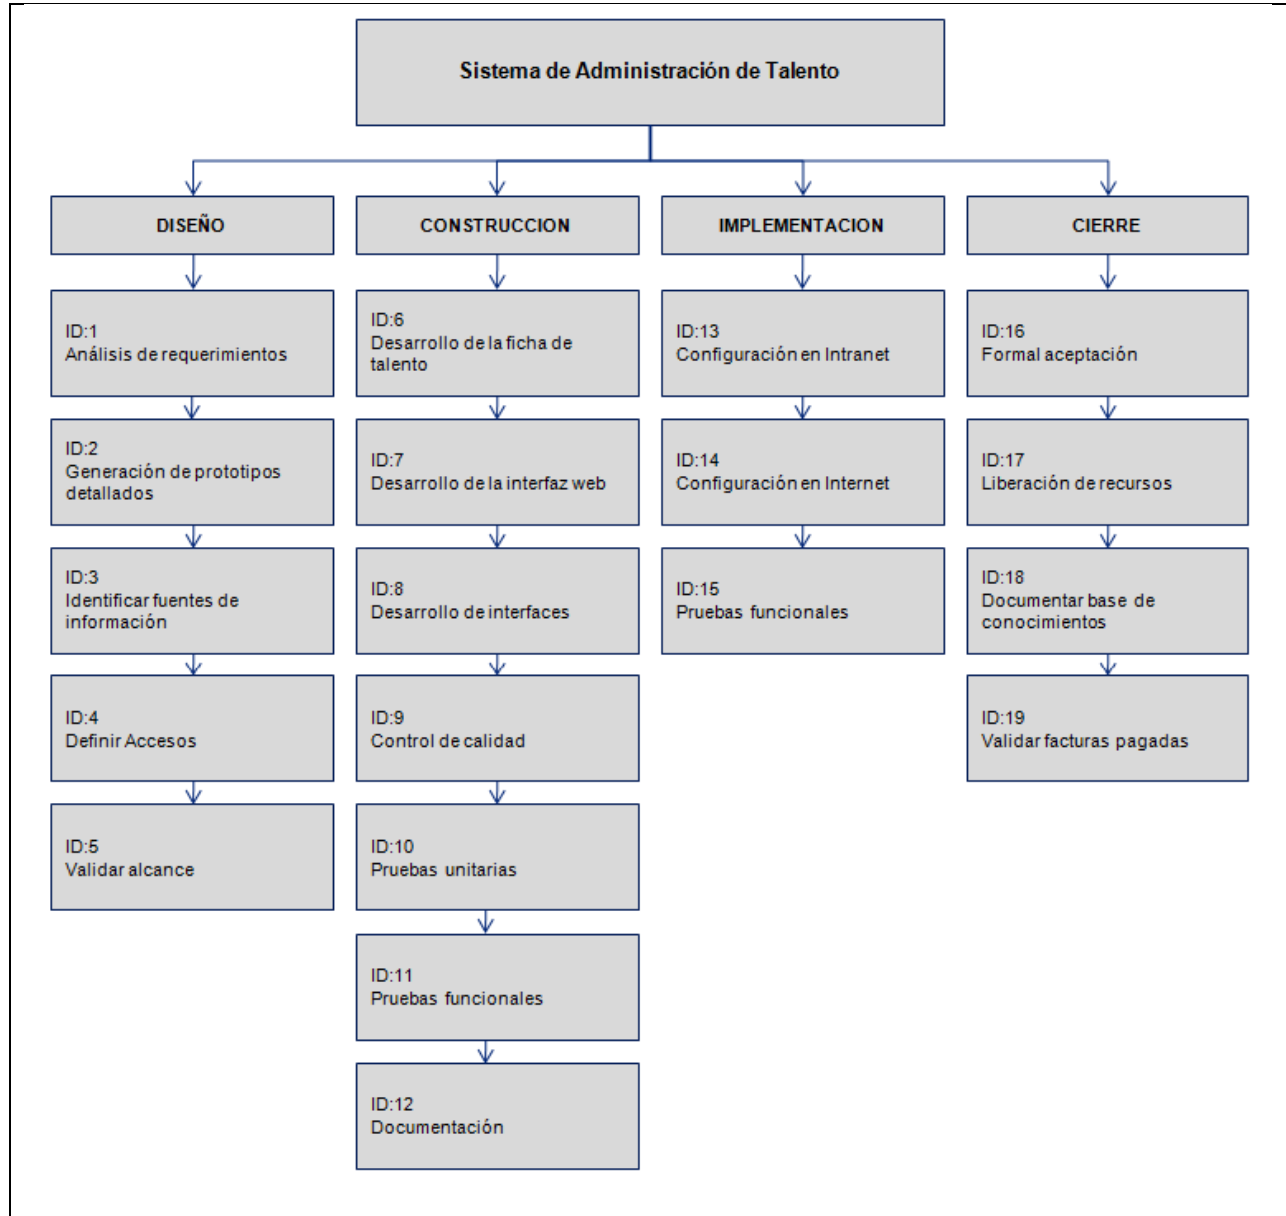 Sistema de Administración de Talento
DISEÑO
ID:1
Análisis de requerimientos
ID:2
Generación de prototipos
detallados
ID:3
Identificar fuentes de
información
ID:4
Definir Accesos
ID:5
Validar alcance
CONSTRUCCION
ID:6
Desarrollo de la ficha de
talento
ID:7
Desarrollo de la interfaz web
ID:8
Desarrollo de interfaces
ID:9
Control de calidad
ID:10
Pruebas unitarias
ID:11
Pruebas funcionales
ID:12
Documentación
IMPLEMENTACION
ID:13
Configuración en Intranet
ID:14
Configuración en Internet
ID:15
Pruebas funcionales
CIERRE
ID:16
Formal aceptación
ID:17
Liberación de recursos
ID:18
Documentar base de
conocimientos
ID:19
Validar facturas pagadas